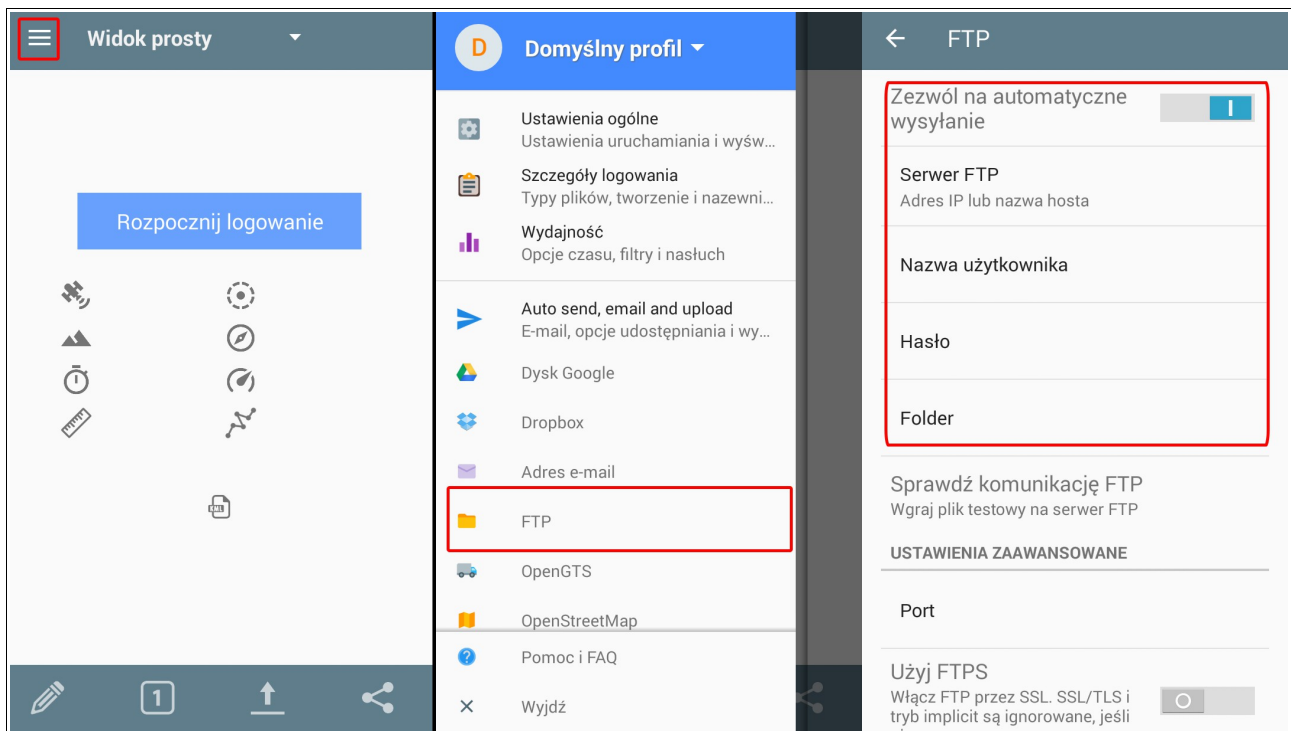 Widok prosty
Rozpocznij logowanie
KML
1
D
Domyślny profil
Ustawienia ogólne
Ustawienia uruchamiania i wyśw...
Szczegóły logowania
Typy plików, tworzenie i nazewni...
Wydajność
Opcje czasu, filtry i nasłuch
Auto send, email and upload
E-mail, opcje udostępniania i wy...
Dysk Google
Dropbox
Adres e-mail
FTP
OpenGTS
OpenStreetMap
Pomoc i FAQ
Wyjdź
FTP
Zezwól na automatyczne
wysyłanie
Serwer FTP
Adres IP lub nazwa hosta
Nazwa użytkownika
Hasło
Folder
Sprawdź komunikację FTP
Wgraj plik testowy na serwer FTP
USTAWIENIA ZAAWANSOWANE
Port
Użyj FTPS
Włącz FTP przez SSL. SSL/TLS i
tryb implicit są ignorowane, jeśli